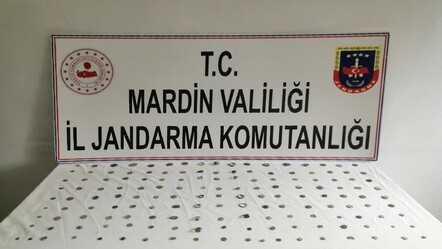 T.C.
MARDİN VALİLİĞİ
İL JANDARMA KOMUTANLIĞI